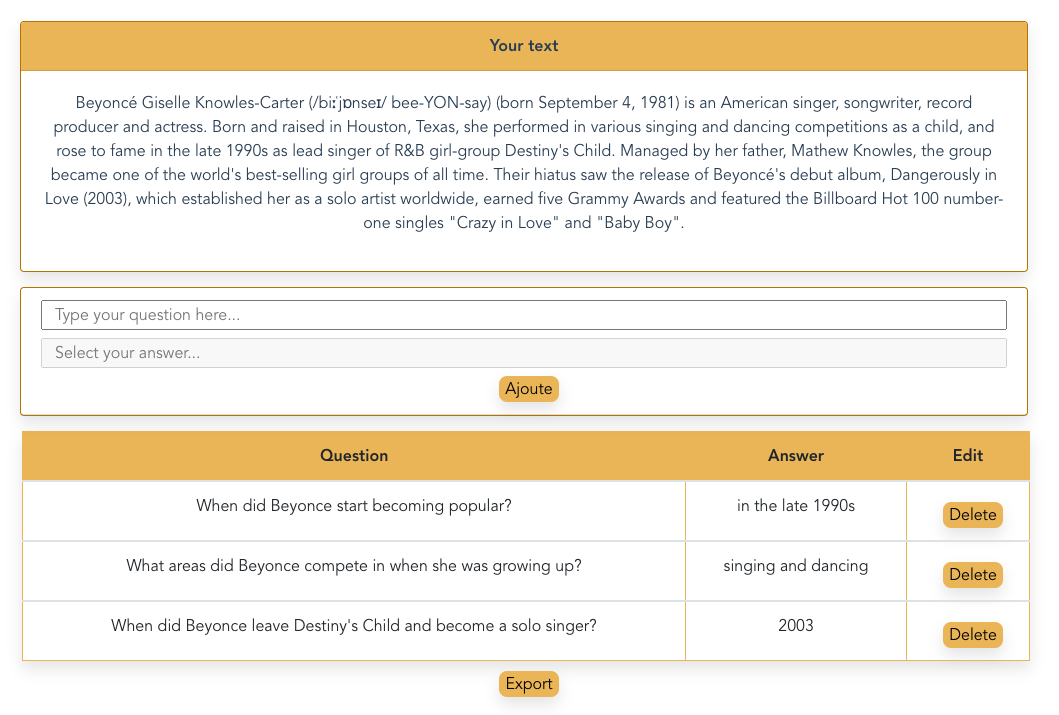 Your text
Beyoncé Giselle Knowles-Carter (/biːˈjɒnseɪ/ bee-YON-say) (born September 4, 1981) is an American singer, songwriter, record
producer and actress. Born and raised in Houston, Texas, she performed in various singing and dancing competitions as a child, and
rose to fame in the late 1990s as lead singer of R&B girl-group Destiny's Child. Managed by her father, Mathew Knowles, the group
became one of the world's best-selling girl groups of all time. Their hiatus saw the release of Beyoncé's debut album, Dangerously in
Love (2003), which established her as a solo artist worldwide, earned five Grammy Awards and featured the Billboard Hot 100 number-
one singles "Crazy in Love" and "Baby Boy".
Type your question here...
Select your answer...
Ajoute
Question Answer Edit
When did Beyonce start becoming popular? in the late 1990s Delete
What areas did Beyonce compete in when she was growing up? singing and dancing Delete
When did Beyonce leave Destiny's Child and become a solo singer? 2003 Delete
Export